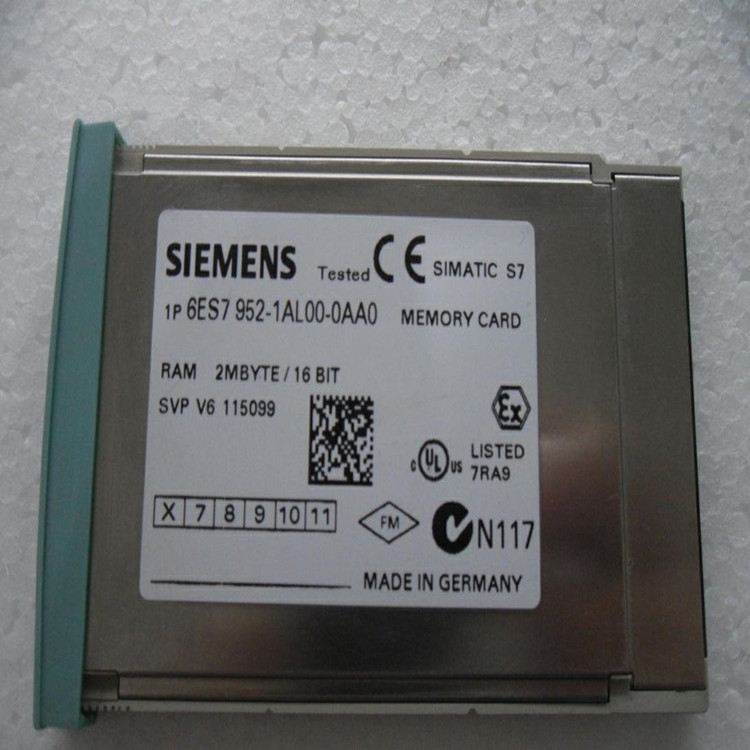 SIEMENS Tested CE SIMATIC S7
1P 6ES7 952-1AL00-0AA0 MEMORY CARD
RAM 2MBYTE / 16 BIT
SVP V6 115099
Ex
C UL US LISTED
7RA9
X 7 8 9 10 11 FM N117
MADE IN GERMANY